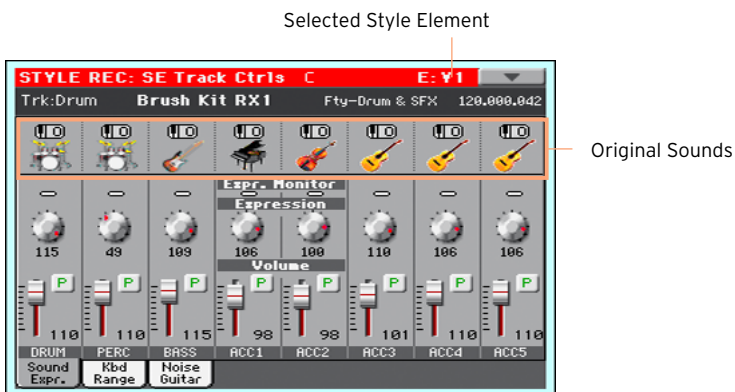 Selected Style Element
STYLE REC: SE Track Ctrls C E: V1
Trk:Drum Brush Kit RX1 Fty-Drum & SFX 120.000.042
Original Sounds
Expr. Monitor
Expression
115 49 109 106 100 110 106 106
Volume
P P P P P P P P
110 110 115 98 98 101 110 110
DRUM PERC BASS ACC1 ACC2 ACC3 ACC4 ACC5
Sound Expr. Kbd Range Noise Guitar